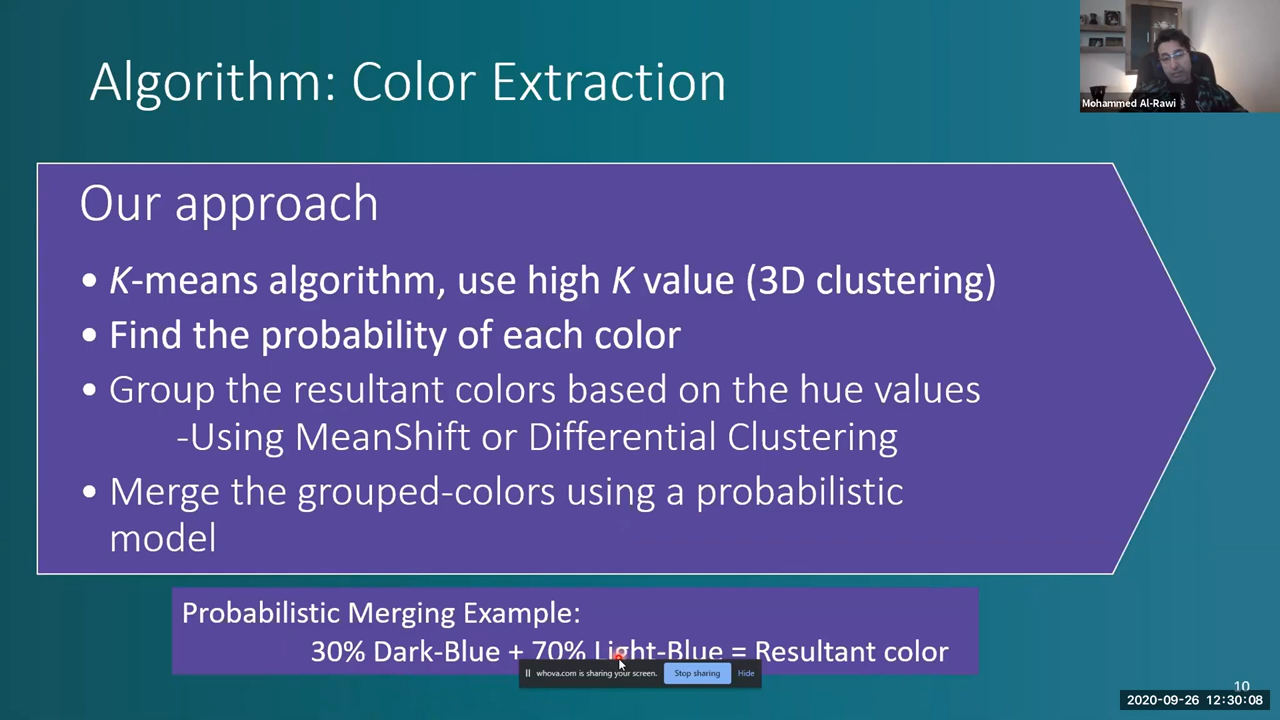 Algorithm: Color Extraction
Mohammed Al-Rawi
Our approach
• K-means algorithm, use high K value (3D clustering)
• Find the probability of each color
• Group the resultant colors based on the hue values
-Using MeanShift or Differential Clustering
• Merge the grouped-colors using a probabilistic
model
Probabilistic Merging Example:
30% Dark-Blue + 70% Light-Blue = Resultant color
whova.com is sharing your screen. Stop sharing Hide
10
2020-09-26 12:30:08